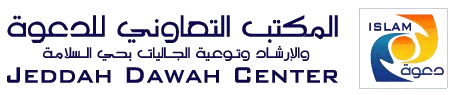 المكتب التعاوني للدعوة
والإرشاد وتوعية الجاليات بحي السلامة
JEDDAH DAWAH CENTER
ISLAM
دعوة